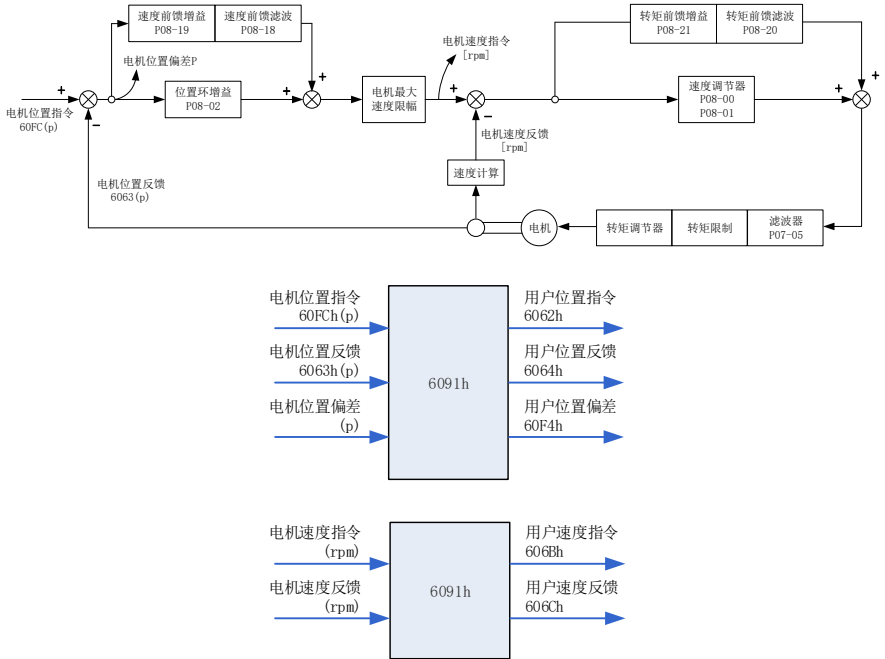 速度前馈增益
P08-19
速度前馈滤波
P08-18
电机位置偏差P
位置环增益
P08-02
电机位置指令
60FC(p)
+
−
+
+
电机最大
速度限幅
电机速度指令
[rpm]
+
−
转矩前馈增益
P08-21
转矩前馈滤波
P08-20
速度调节器
P08-00
P08-01
+
+
电机速度反馈
[rpm]
速度计算
电机位置反馈
6063(p)
电机
转矩调节器
转矩限制
滤波器
P07-05
电机位置指令
60FCh(p)
电机位置反馈
6063h(p)
电机位置偏差
(p)
6091h
用户位置指令
6062h
用户位置反馈
6064h
用户位置偏差
60F4h
电机速度指令
(rpm)
电机速度反馈
(rpm)
6091h
用户速度指令
606Bh
用户速度反馈
606Ch